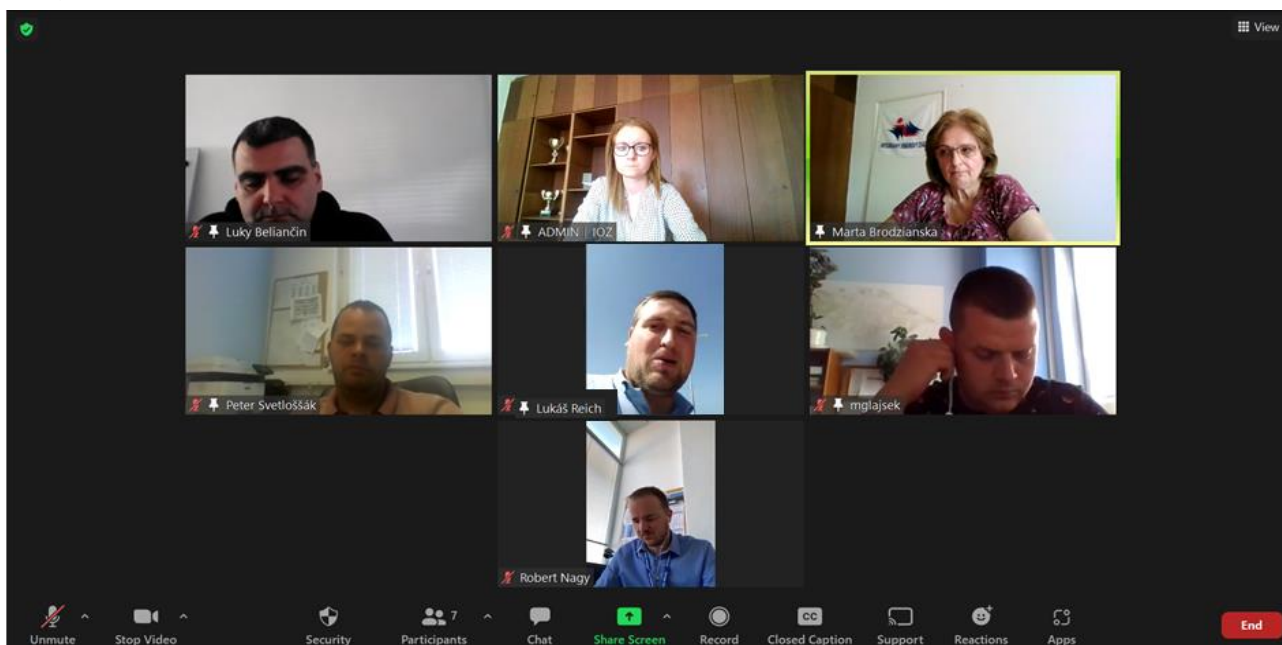 View
Luky Beliančin
ADMIN | IOZ
Marta Brodzianska
Peter Svetloššák
Lukáš Reich
mglajsek
Robert Nagy
7
CC
Unmute
Stop Video
Security
Participants
Chat
Share Screen
Record
Closed Caption
Support
Reactions
Apps
End